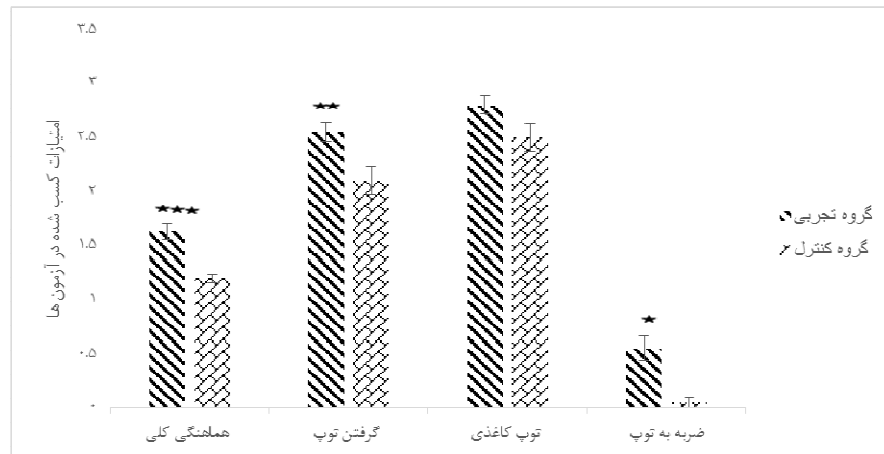 ۳.۵
۳
۲.۵
۲
۱.۵
۱
۰.۵
۰
امتیازات کسب شده در آزمون ها
***
**
*
هماهنگی کلی
گرفتن توپ
توپ کاغذی
ضربه به توپ
گروه تجربی
گروه کنترل